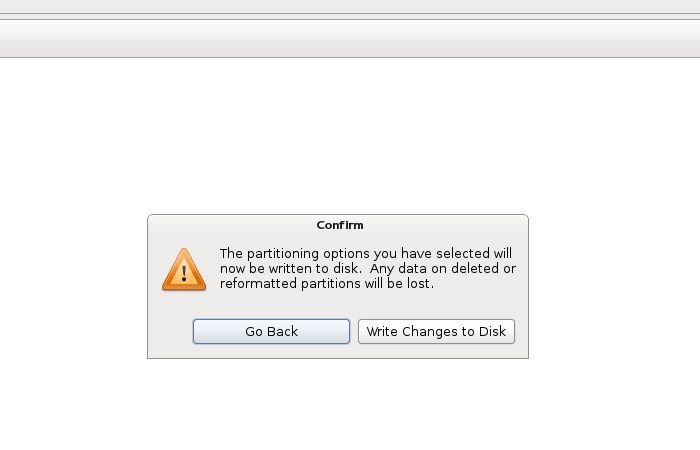 Confirm
The partitioning options you have selected will
now be written to disk.  Any data on deleted or
reformatted partitions will be lost.
Go Back
Write Changes to Disk